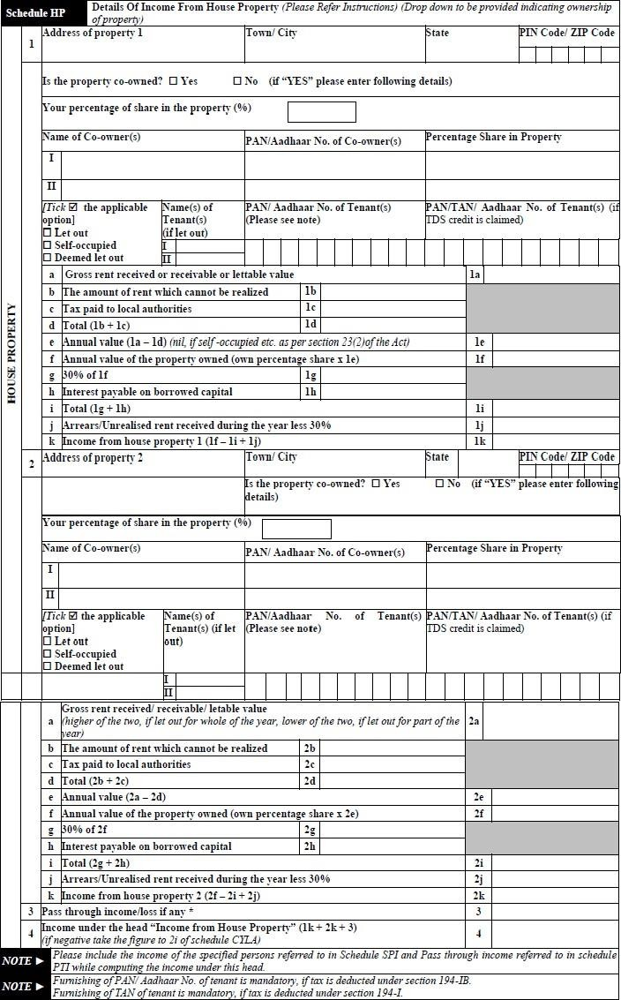 Schedule HP
Details Of Income From House Property (Please Refer Instructions) (Drop down to be provided indicating ownership
of property)
HOUSE PROPERTY
1
Address of property 1
Town/ City
State
PIN Code/ ZIP Code
Is the property co-owned? ☐ Yes ☐ No (if “YES” please enter following details)
Your percentage of share in the property (%)
Name of Co-owner(s)
PAN/Aadhaar No. of Co-owner(s)
Percentage Share in Property
I
II
[Tick ☑ the applicable
option]
☐ Let out
☐ Self-occupied
☐ Deemed let out
Name(s) of
Tenant(s)
(if let out)
I
II
PAN/ Aadhaar No. of Tenant(s)
(Please see note)
PAN/TAN/ Aadhaar No. of Tenant(s) (if
TDS credit is claimed)
a Gross rent received or receivable or lettable value 1a
b The amount of rent which cannot be realized 1b
c Tax paid to local authorities 1c
d Total (1b + 1c) 1d
e Annual value (1a – 1d) (nil, if self -occupied etc. as per section 23(2)of the Act) 1e
f Annual value of the property owned (own percentage share x 1e) 1f
g 30% of 1f 1g
h Interest payable on borrowed capital 1h
i Total (1g + 1h) 1i
j Arrears/Unrealised rent received during the year less 30% 1j
k Income from house property 1 (1f – 1i + 1j) 1k
2
Address of property 2
Town/ City
State
PIN Code/ ZIP Code
Is the property co-owned? ☐ Yes ☐ No (if “YES” please enter following
details)
Your percentage of share in the property (%)
Name of Co-owner(s)
PAN/ Aadhaar No. of Co-owner(s)
Percentage Share in Property
I
II
[Tick ☑ the applicable
option]
☐ Let out
☐ Self-occupied
☐ Deemed let out
Name(s) of
Tenant(s) (if let
out)
PAN/Aadhaar No. of Tenant(s)
(Please see note)
PAN/TAN/ Aadhaar No. of Tenant(s) (if
TDS credit is claimed)
I
II
a Gross rent received/ receivable/ letable value
(higher of the two, if let out for whole of the year, lower of the two, if let out for part of the
year)
2a
b The amount of rent which cannot be realized 2b
c Tax paid to local authorities 2c
d Total (2b + 2c) 2d
e Annual value (2a – 2d) 2e
f Annual value of the property owned (own percentage share x 2e) 2f
g 30% of 2f 2g
h Interest payable on borrowed capital 2h
i Total (2g + 2h) 2i
j Arrears/Unrealised rent received during the year less 30% 2j
k Income from house property 2 (2f – 2i + 2j) 2k
3 Pass through income/loss if any * 3
4 Income under the head “Income from House Property” (1k + 2k + 3) 4
(if negative take the figure to 2i of schedule CYLA)
NOTE ► Please include the income of the specified persons referred to in Schedule SPI and Pass through income referred to in schedule
PTI while computing the income under this head.
NOTE ► Furnishing of PAN/ Aadhaar No. of tenant is mandatory, if tax is deducted under section 194-IB.
Furnishing of TAN of tenant is mandatory, if tax is deducted under section 194-I.